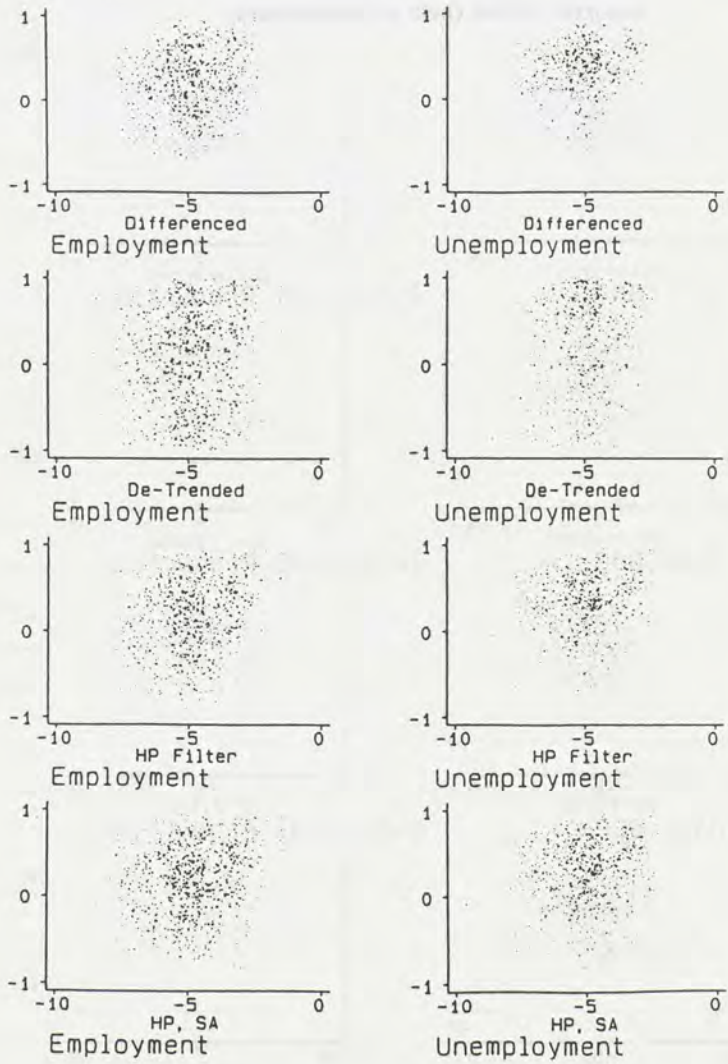 1 1
0 0
-1 -1
-10 -5 0 -10 -5 0
Differenced Differenced
Employment Unemployment
1 1
0 0
-1 -1
-10 -5 0 -10 -5 0
De-Trended De-Trended
Employment Unemployment
1 1
0 0
-1 -1
-10 -5 0 -10 -5 0
HP Filter HP Filter
Employment Unemployment
1 1
0 0
-1 -1
-10 -5 0 -10 -5 0
HP, SA HP, SA
Employment Unemployment